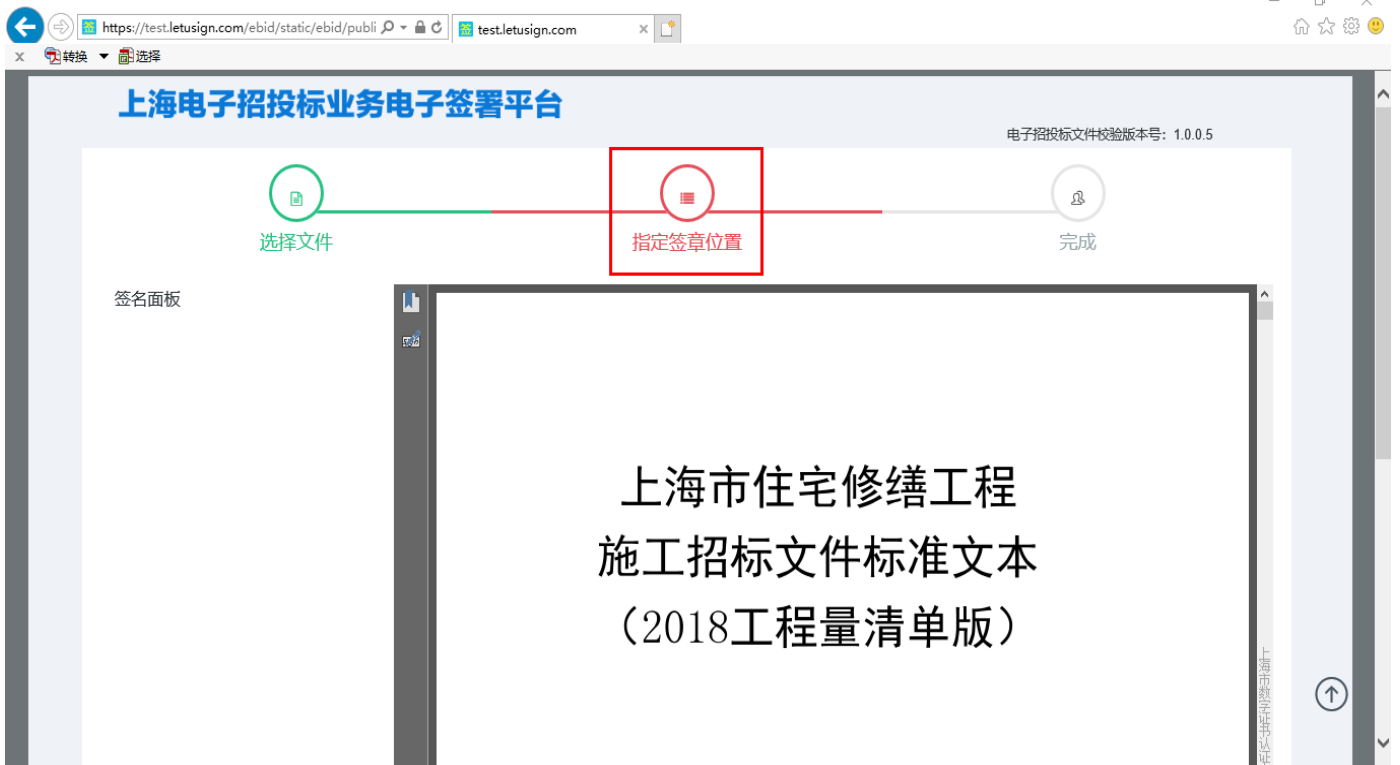 https://test.letusign.com/ebid/static/ebid/publi
test.letusign.com
x 转换 选择
上海电子招投标业务电子签署平台
电子招投标文件校验版本号：1.0.0.5
选择文件
指定签章位置
完成
签名面板
上海市住宅修缮工程
施工招标文件标准文本
（2018工程量清单版）
上海市数字证书认证